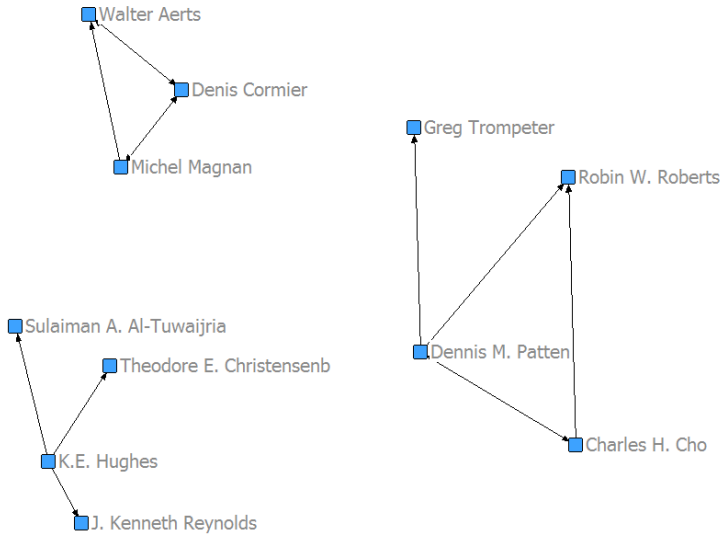 Walter Aerts
Denis Cormier
Michel Magnan
Greg Trompeter
Robin W. Roberts
Sulaiman A. Al-Tuwaijria
Theodore E. Christensenb
Dennis M. Patten
Charles H. Cho
K.E. Hughes
J. Kenneth Reynolds